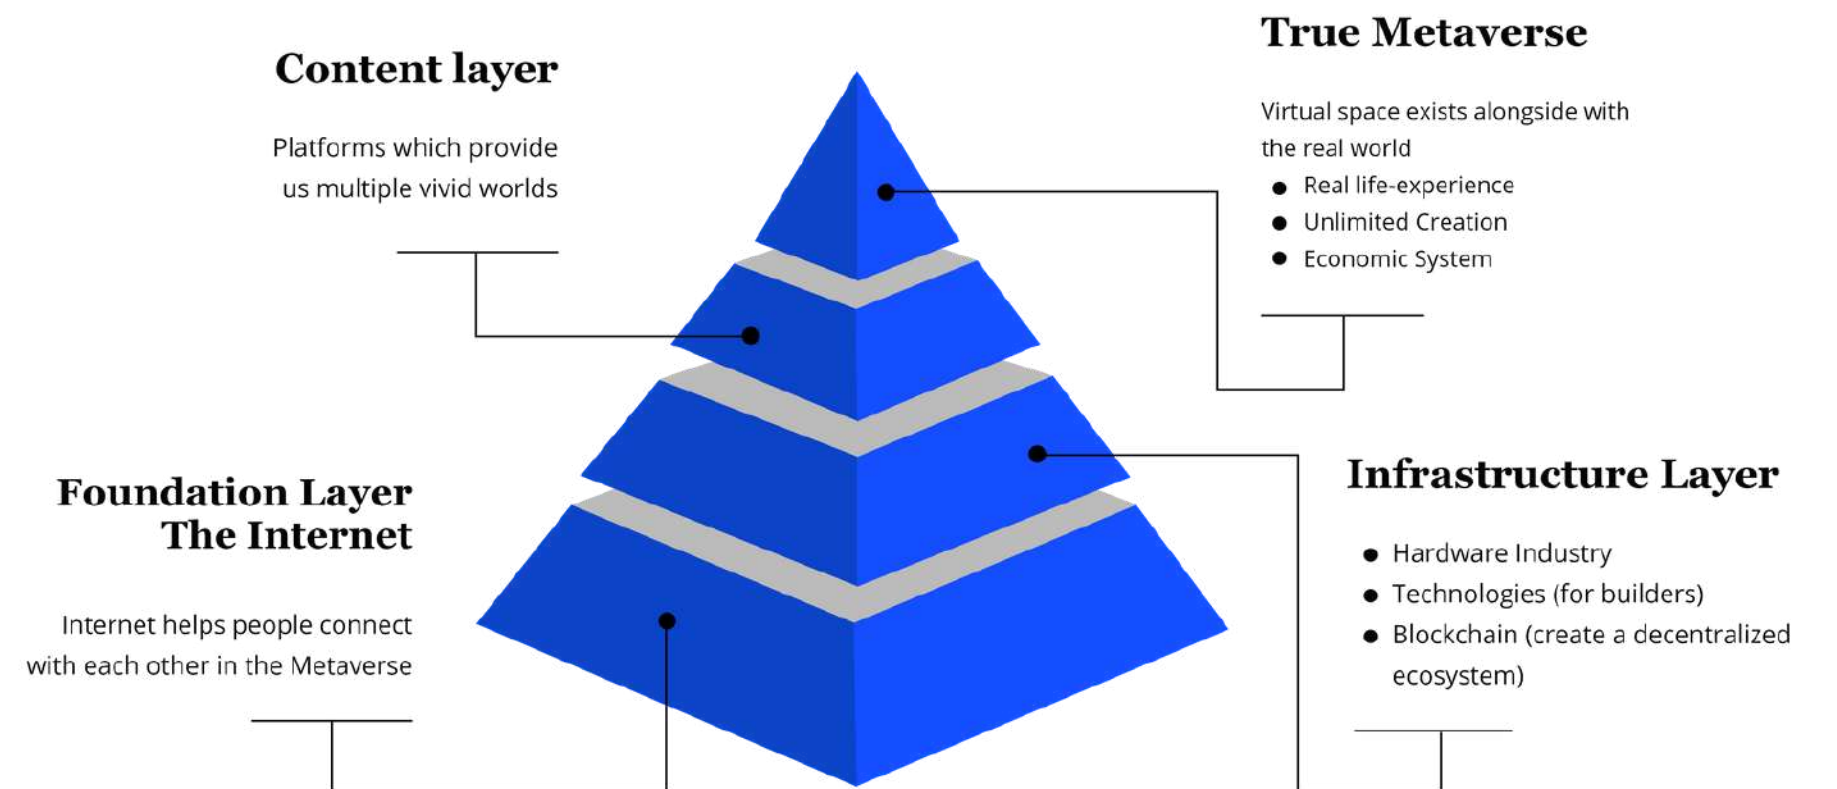 Content layer
Platforms which provide
us multiple vivid worlds
True Metaverse
Virtual space exists alongside with
the real world
● Real life-experience
● Unlimited Creation
● Economic System
Foundation Layer
The Internet
Internet helps people connect
with each other in the Metaverse
Infrastructure Layer
● Hardware Industry
● Technologies (for builders)
● Blockchain (create a decentralized
ecosystem)